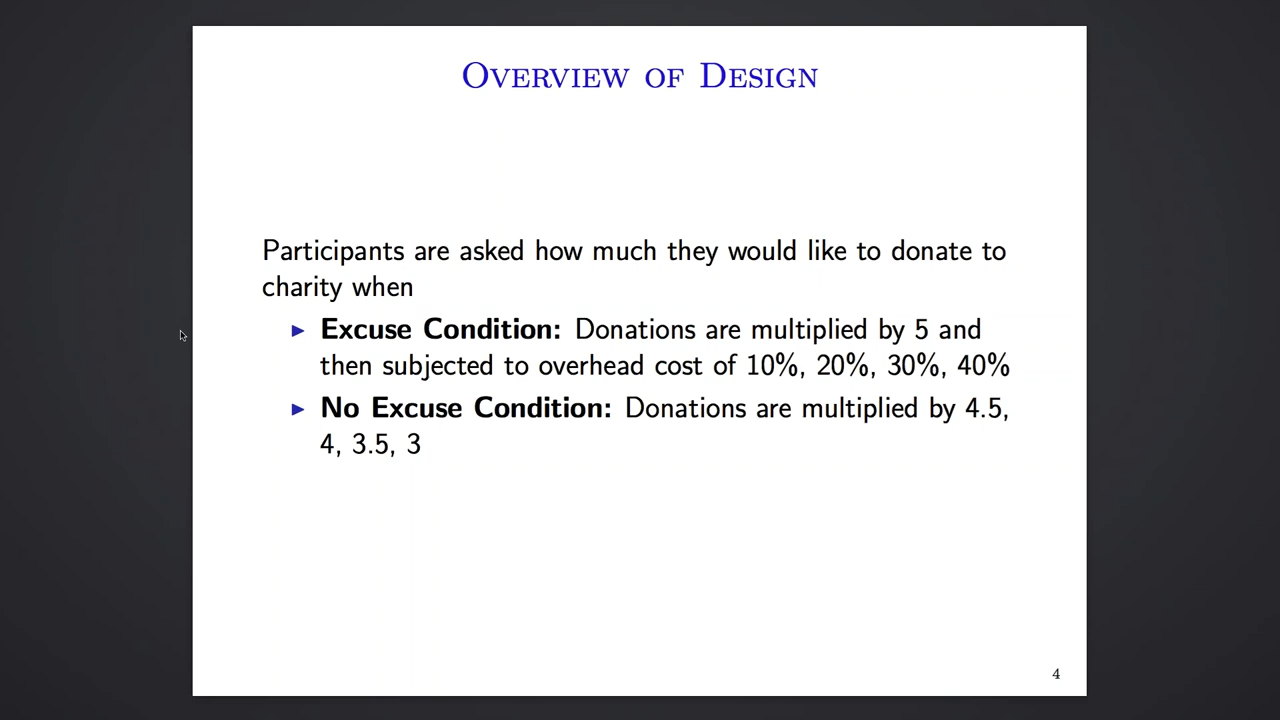 Overview of Design
Participants are asked how much they would like to donate to
charity when
▶ Excuse Condition: Donations are multiplied by 5 and
then subjected to overhead cost of 10%, 20%, 30%, 40%
▶ No Excuse Condition: Donations are multiplied by 4.5,
4, 3.5, 3
4